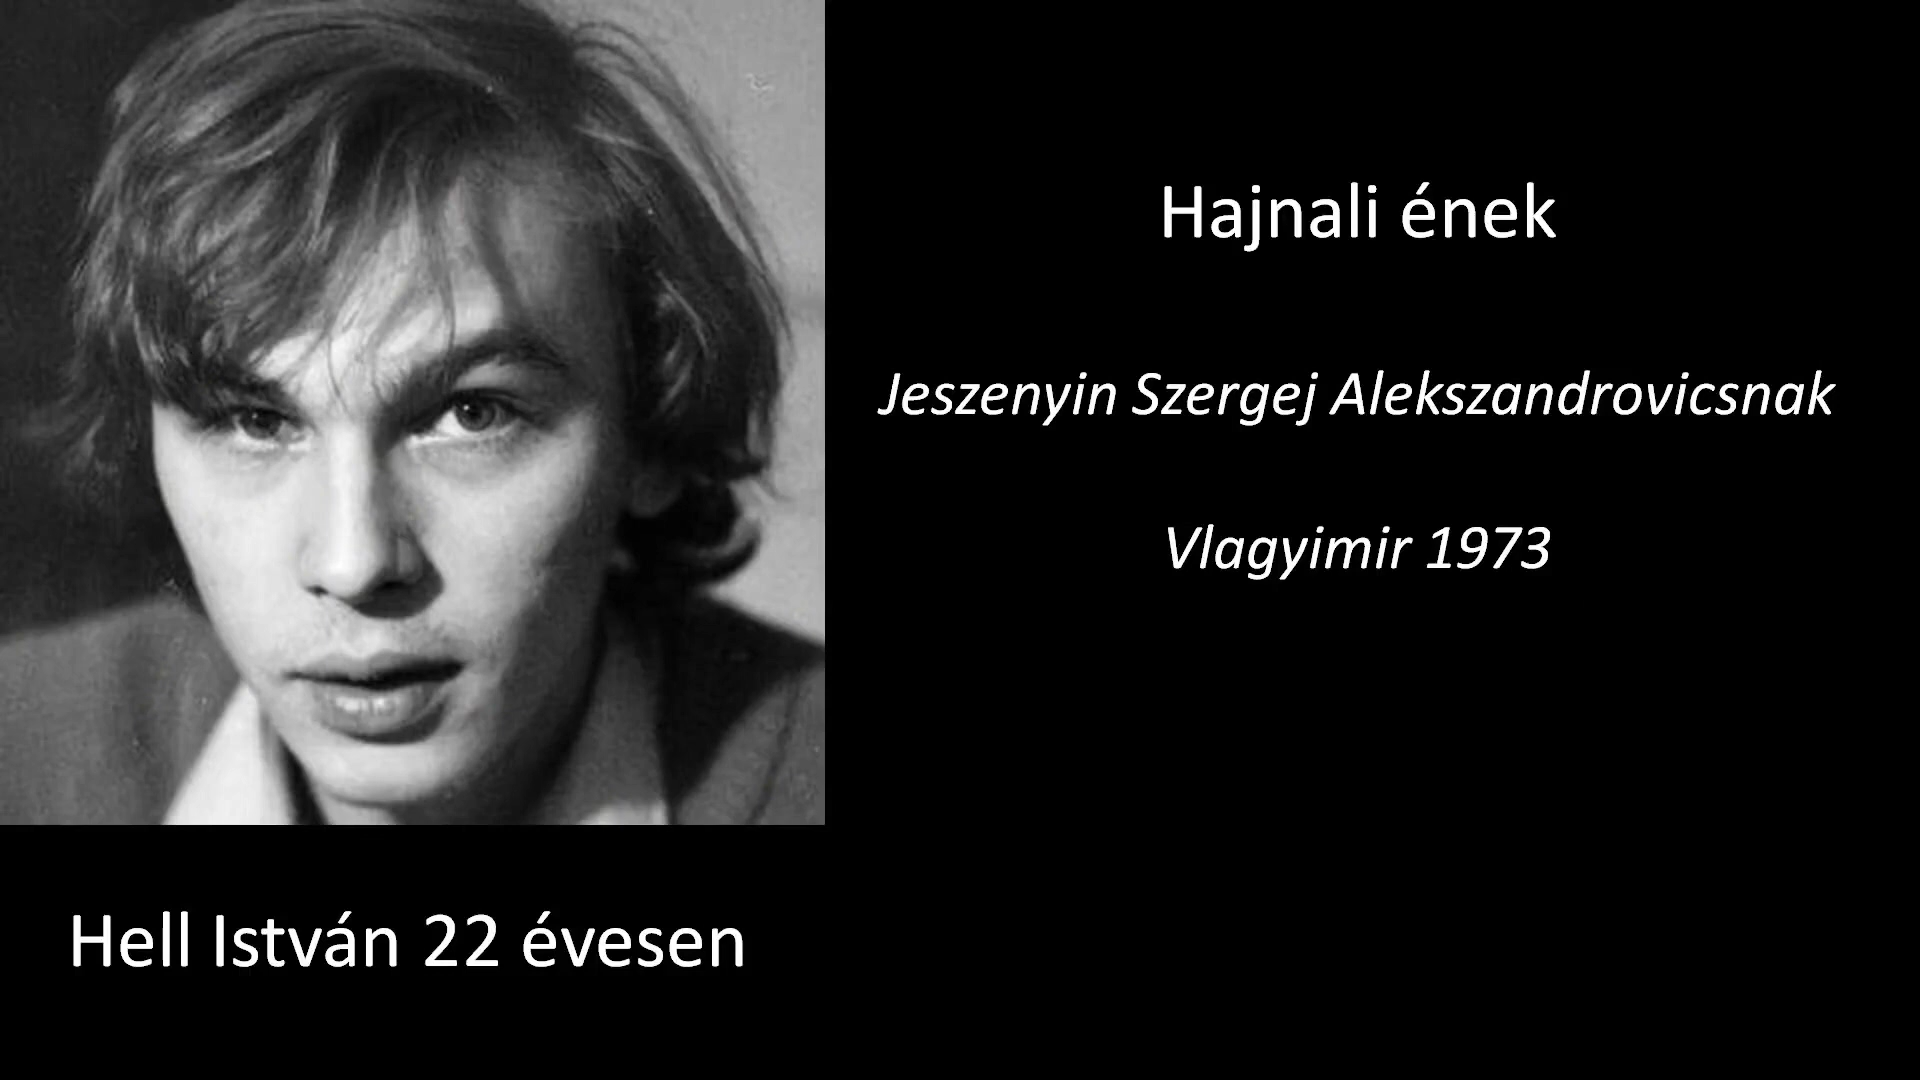 Hajnali ének
Jeszenyin Szergej Alekszandrovicsnak
Vlagyimir 1973
Hell István 22 évesen